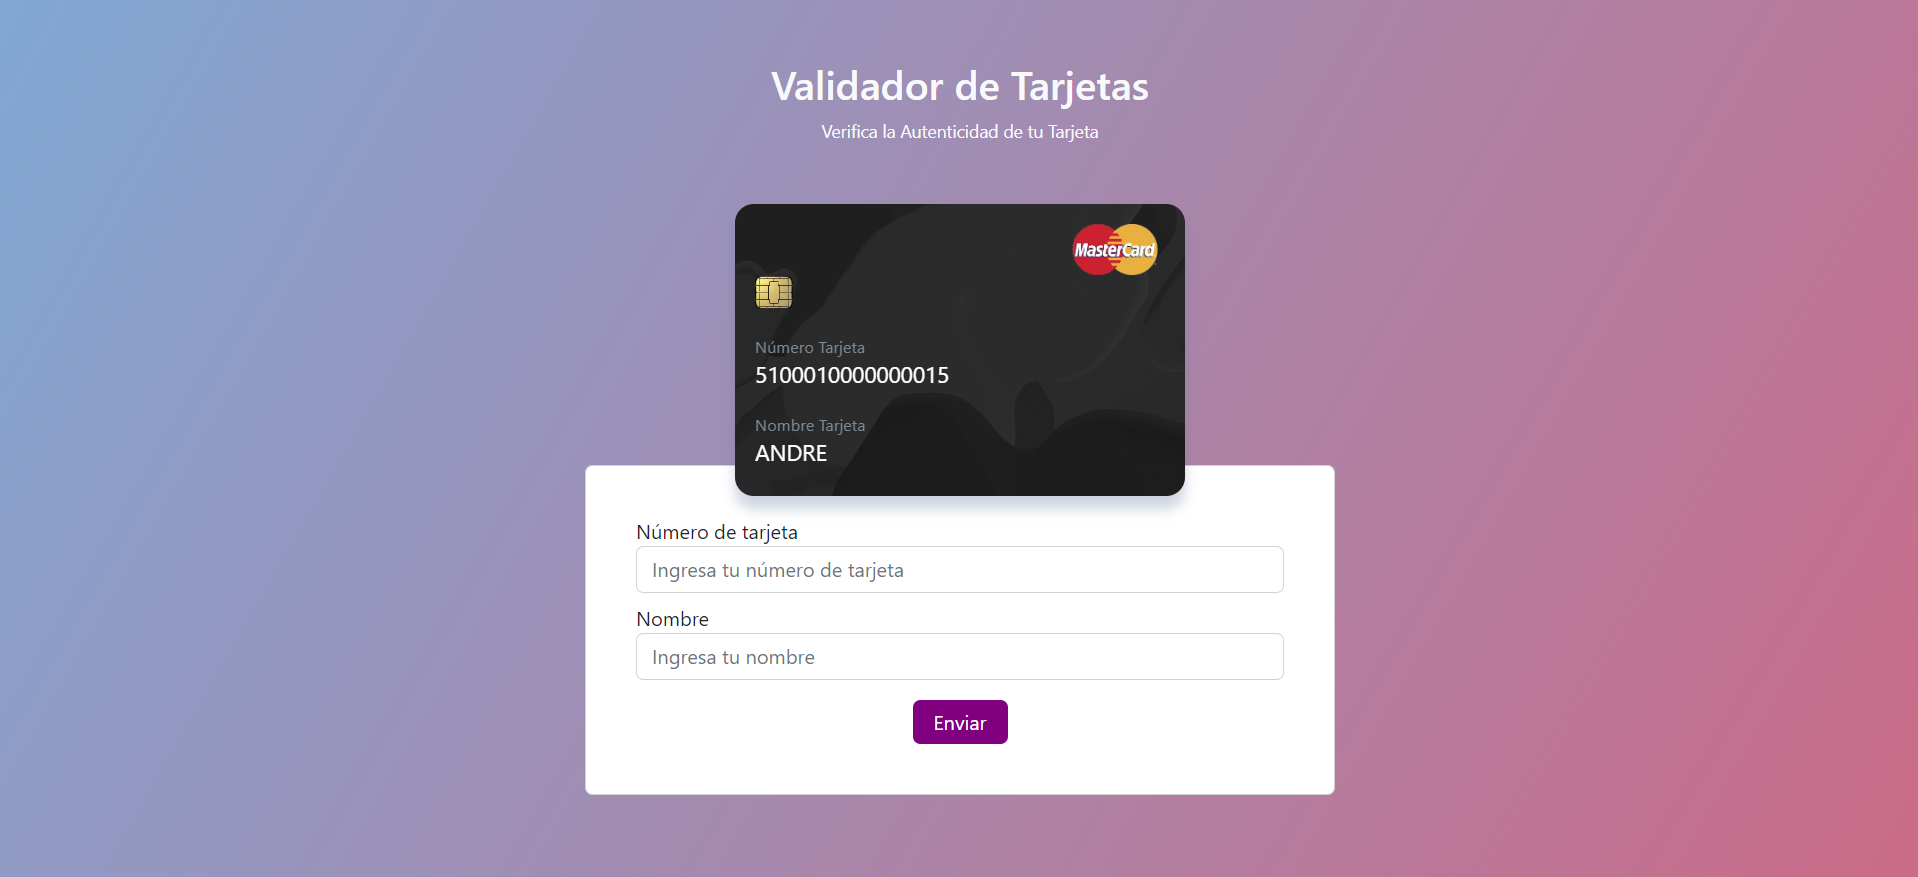 Validador de Tarjetas
Verifica la Autenticidad de tu Tarjeta
MasterCard
Número Tarjeta
5100010000000015
Nombre Tarjeta
ANDRE
Número de tarjeta
Ingresa tu número de tarjeta
Nombre
Ingresa tu nombre
Enviar